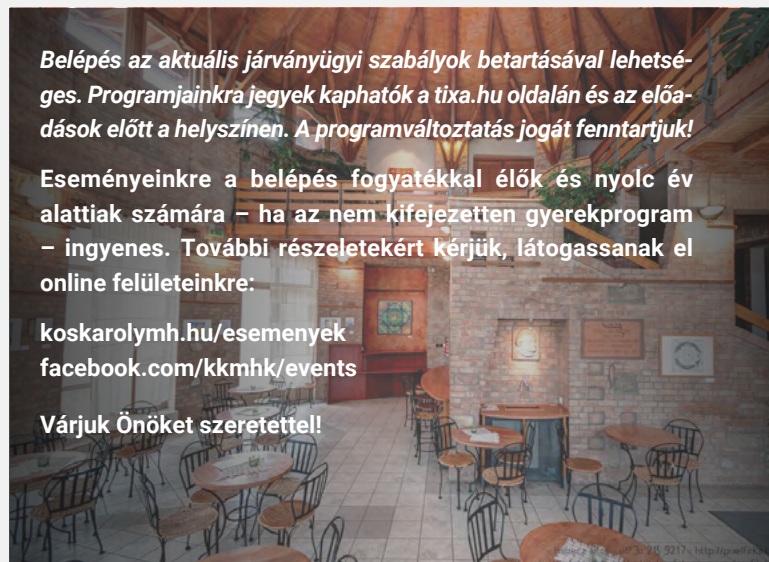 Belépés az aktuális járványügyi szabályok betartásával lehetsé-
ges. Programjainkra jegyek kaphatók a tixa.hu oldalán és az előa-
dások előtt a helyszínen. A programváltoztatás jogát fenntartjuk!
Eseményeinkre a belépés fogyatékkal élők és nyolc év
alattiak számára – ha az nem kifejezetten gyerekprogram
– ingyenes. További részeletekért kérjük, látogassanak el
online felületeinkre:
koskarolymh.hu/esemenyek
facebook.com/kkmhk/events
Várjuk Önöket szeretettel!